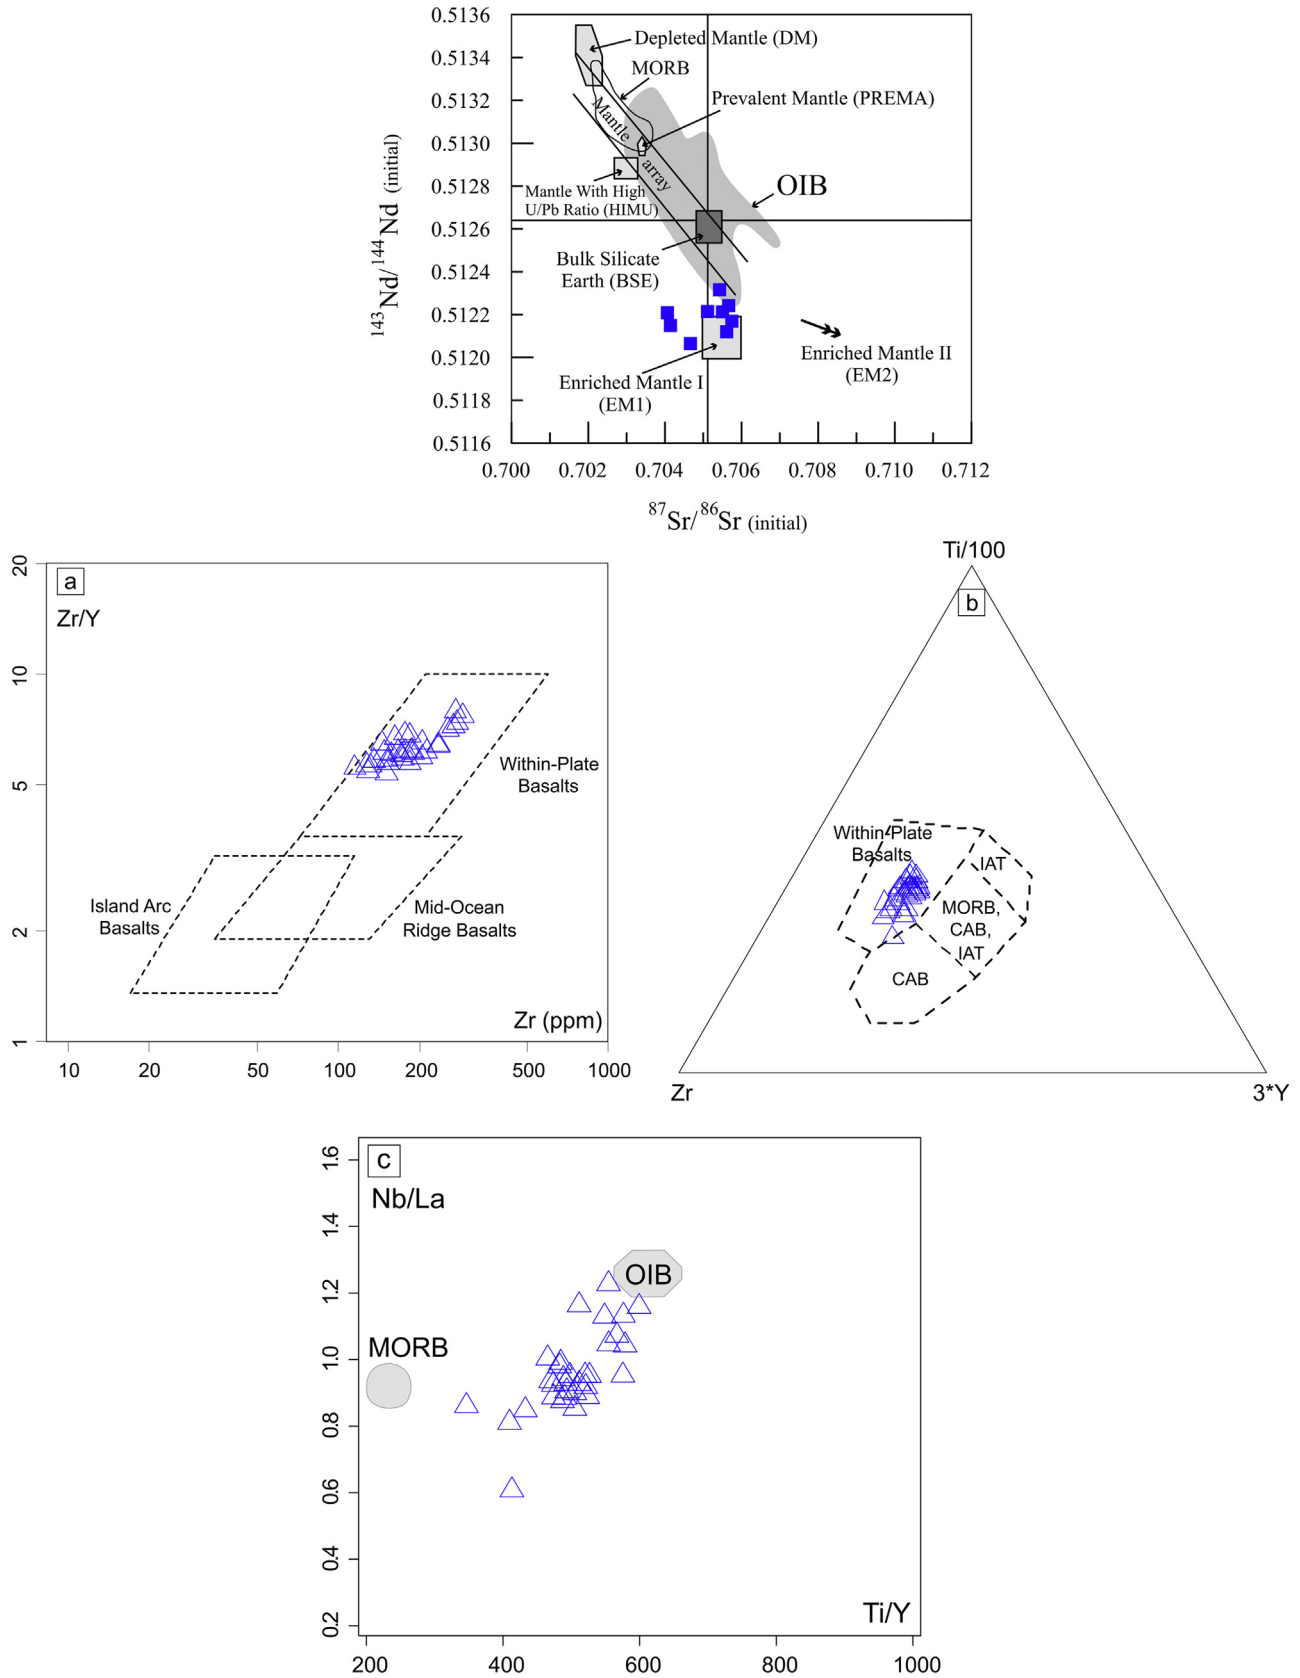 0.5136
0.5134
0.5132
0.5130
0.5128
0.5126
0.5124
0.5122
0.5120
0.5118
0.5116
143Nd/144Nd (initial)
Depleted Mantle (DM)
MORB
Prevalent Mantle (PREMA)
Mantle
array
OIB
Mantle With High
U/Pb Ratio (HIMU)
Bulk Silicate
Earth (BSE)
Enriched Mantle II
(EM2)
Enriched Mantle I
(EM1)
0.700 0.702 0.704 0.706 0.708 0.710 0.712
87Sr/86Sr (initial)
a
Zr/Y
20
10
5
2
1
Within-Plate
Basalts
Island Arc
Basalts
Mid-Ocean
Ridge Basalts
Zr (ppm)
10 20 50 100 200 500 1000
Ti/100
b
Within-Plate
Basalts
IAT
MORB,
CAB,
IAT
CAB
Zr
3*Y
c
Nb/La
1.6
1.4
1.2
1.0
0.8
0.6
0.4
0.2
OIB
MORB
Ti/Y
200 400 600 800 1000